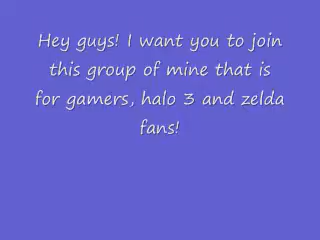 Hey guys! I want you to join
this group of mine that is
for gamers, halo 3 and zelda
fans!